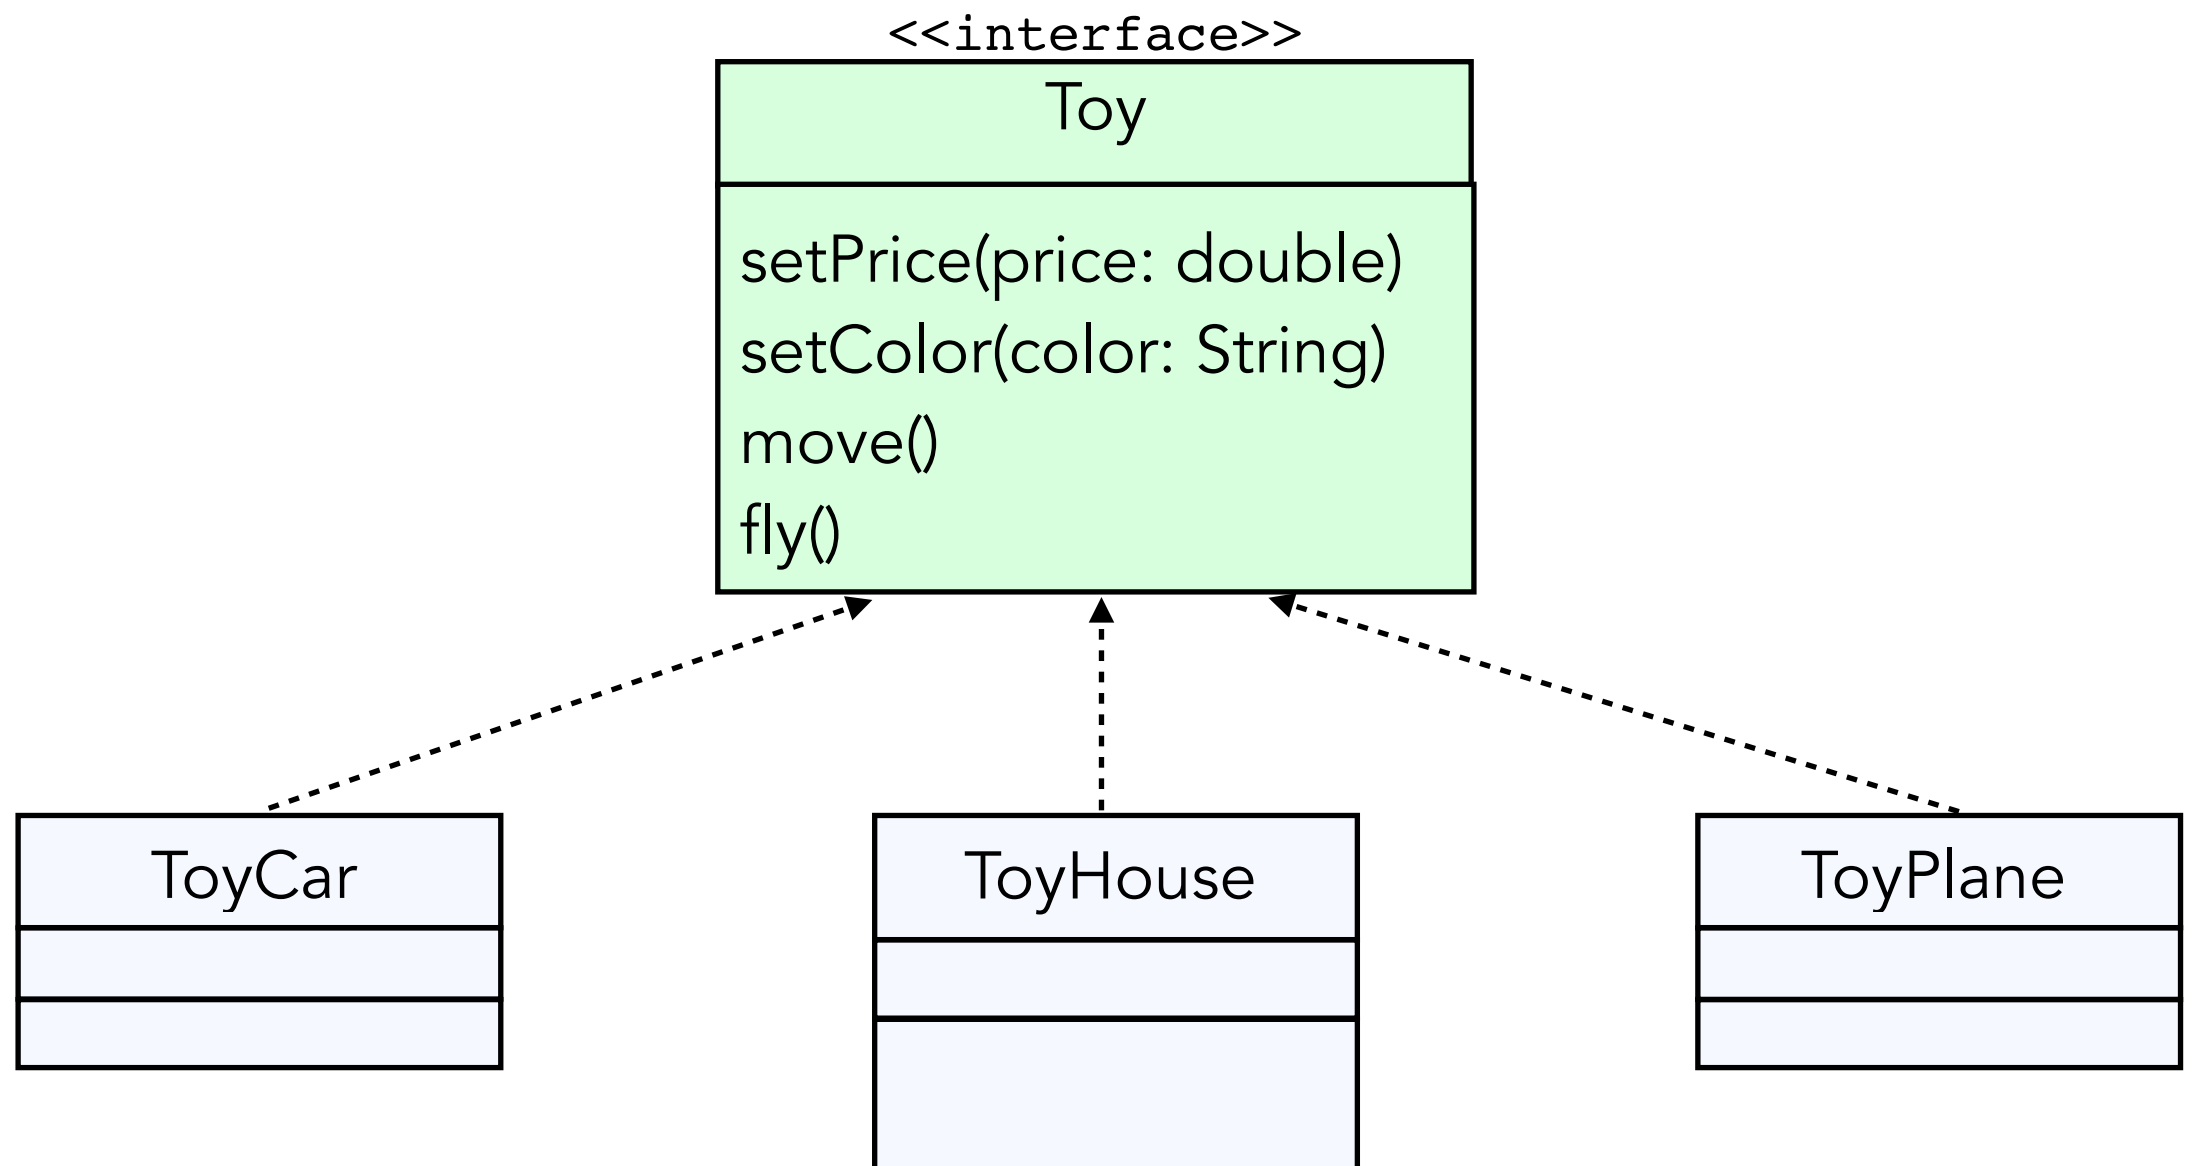 <<interface>>
Toy
setPrice(price: double)
setColor(color: String)
move()
fly()
ToyCar
ToyHouse
ToyPlane